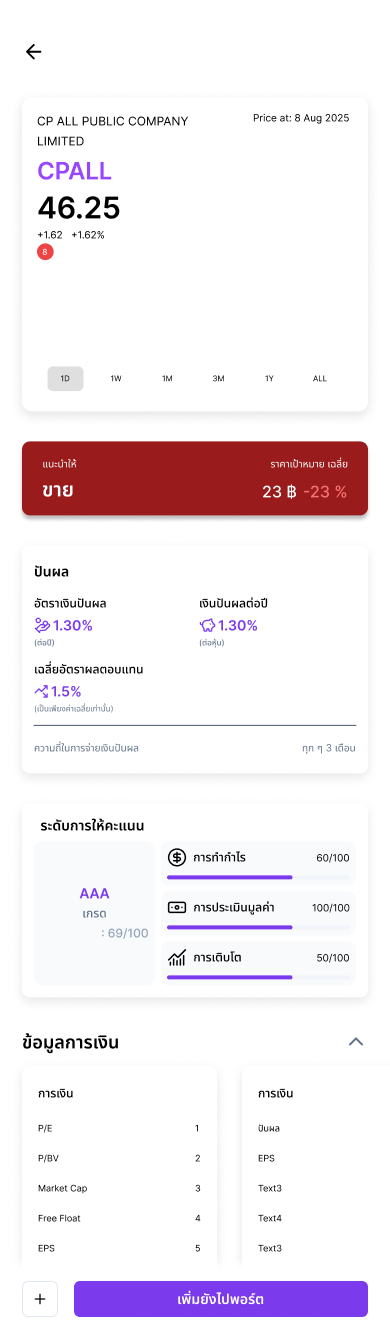 CP ALL PUBLIC COMPANY
LIMITED
Price at: 8 Aug 2025
CPALL
46.25
+1.62 +1.62%
8
1D 1W 1M 3M 1Y ALL
แนะนำให้ ราคาเป้าหมาย เฉลี่ย
ขาย 23 ฿ -23 %
ปันผล
อัตราเงินปันผล เงินปันผลต่อปี
1.30% 1.30%
(ต่อปี) (ต่อหุ้น)
เฉลี่ยอัตราผลตอบแทน
1.5%
(เป็นเพียงค่าเฉลี่ยเท่านั้น)
ความถี่ในการจ่ายเงินปันผล ทุก ๆ 3 เดือน
ระดับการให้คะแนน
AAA
เกรด
: 69/100
การทำกำไร 60/100
การประเมินมูลค่า 100/100
การเติบโต 50/100
ข้อมูลการเงิน
การเงิน
P/E 1
P/BV 2
Market Cap 3
Free Float 4
EPS 5
การเงิน
ปันผล
EPS
Text3
Text4
Text3
+ เพิ่มยังไปพอร์ต